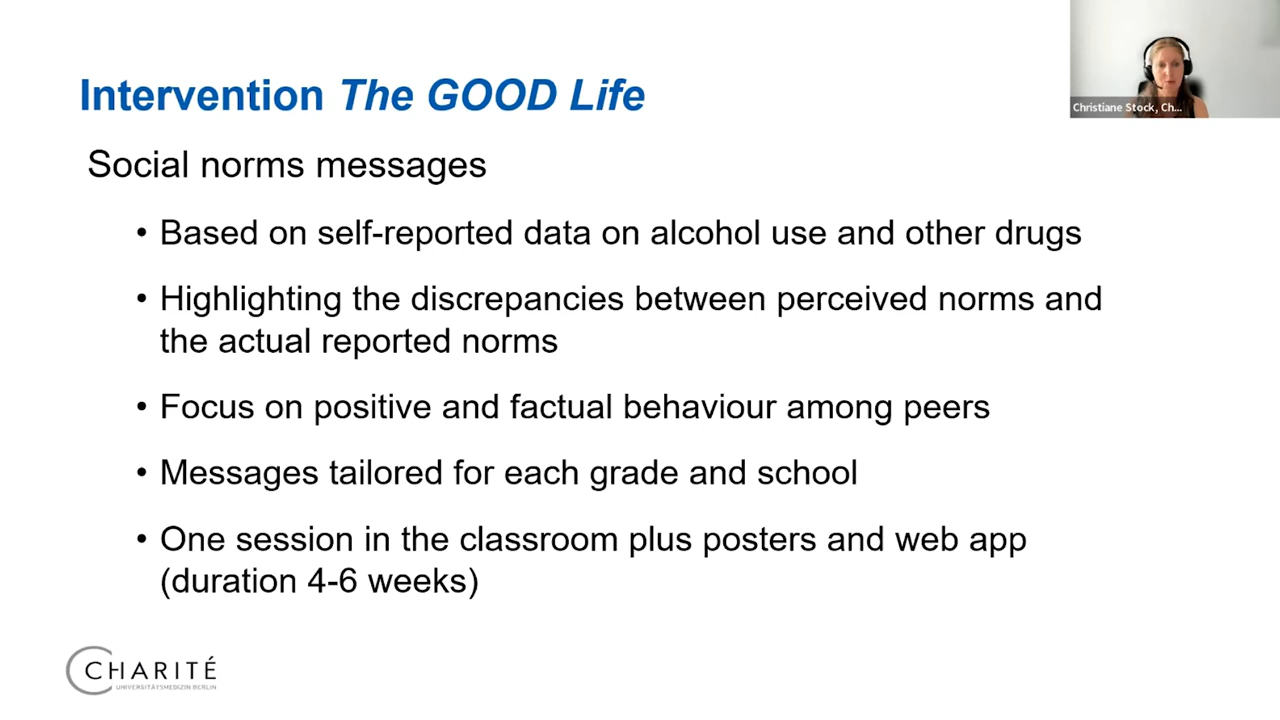 Intervention The GOOD Life
Christiane Stock, Ch...
Social norms messages
• Based on self-reported data on alcohol use and other drugs
• Highlighting the discrepancies between perceived norms and
the actual reported norms
• Focus on positive and factual behaviour among peers
• Messages tailored for each grade and school
• One session in the classroom plus posters and web app
(duration 4-6 weeks)
CHARITÉ
UNIVERSITÄTSMEDIZIN BERLIN